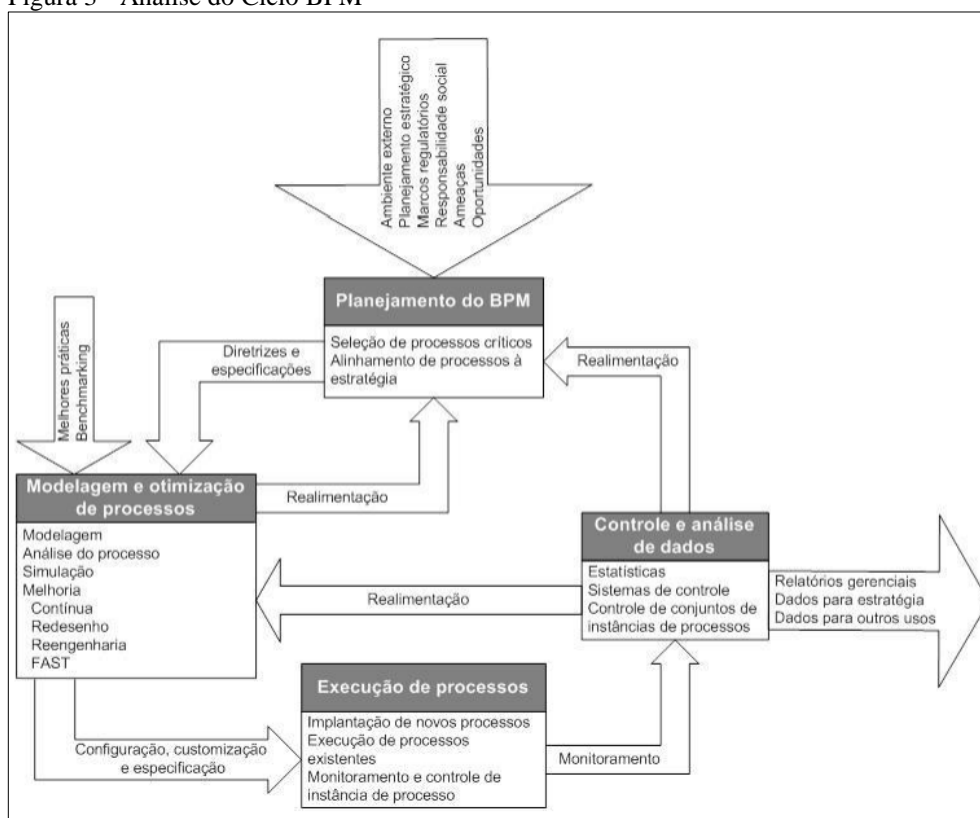 Figura 3 - Análise do Ciclo BPM
Ambiente externo
Planejamento estratégico
Marcos regulatórios
Responsabilidade social
Ameaças
Oportunidades
Planejamento do BPM
Seleção de processos críticos
Alinhamento de processos à
estratégia
Diretrizes e
especificações
Realimentação
Melhores práticas
Benchmarking
Modelagem e otimização
de processos
Modelagem
Análise do processo
Simulação
Melhoria
Contínua
Redesenho
Reengenharia
FAST
Realimentação
Controle e análise
de dados
Estatísticas
Sistemas de controle
Controle de conjuntos de
instâncias de processos
Relatórios gerenciais
Dados para estratégia
Dados para outros usos
Realimentação
Execução de processos
Implantação de novos processos
Execução de processos
existentes
Monitoramento e controle de
instância de processo
Configuração, customização
e especificação
Monitoramento